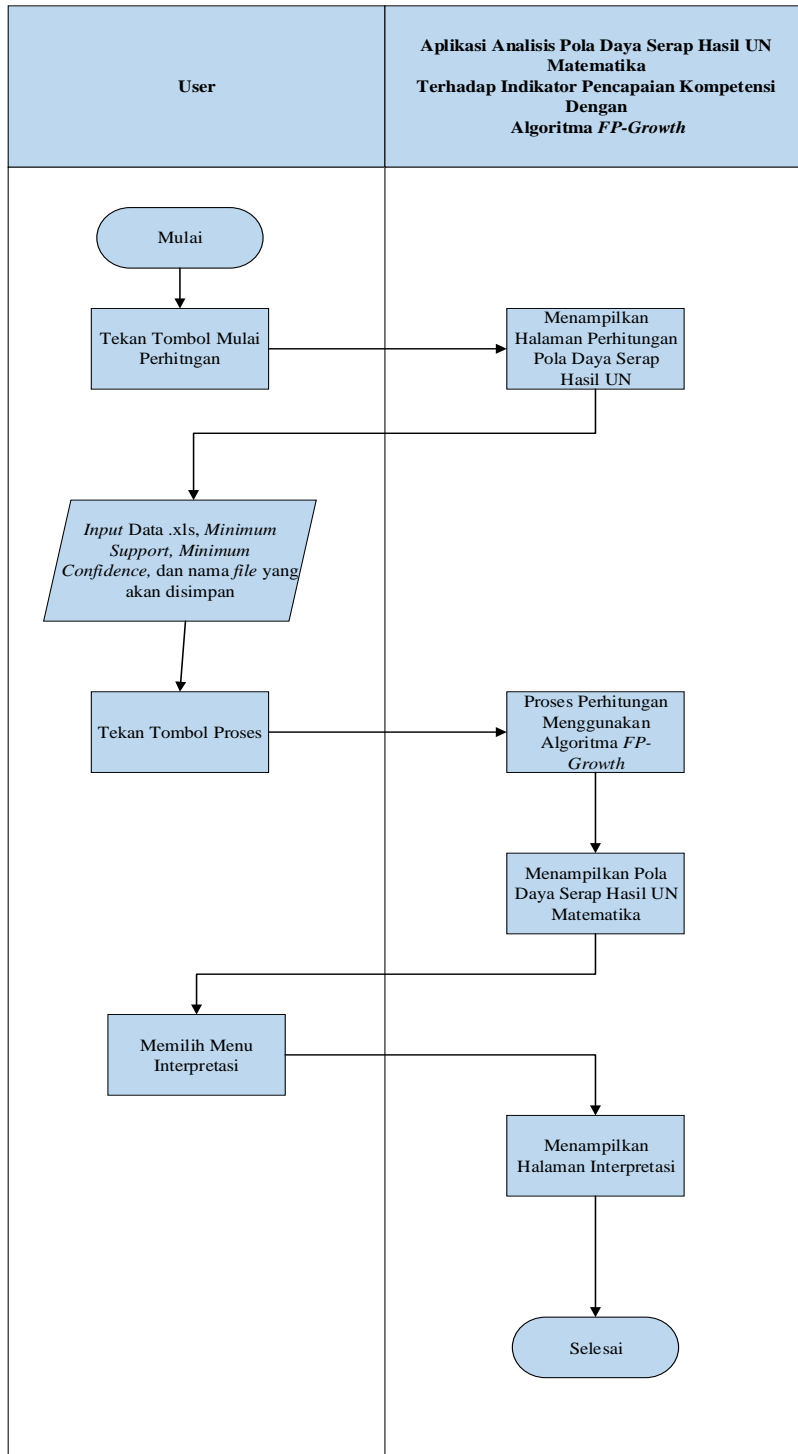 User
Aplikasi Analisis Pola Daya Serap Hasil UN
Matematika
Terhadap Indikator Pencapaian Kompetensi
Dengan
Algoritma FP-Growth
Mulai
Tekan Tombol Mulai
Perhitngan
Menampilkan
Halaman Perhitungan
Pola Daya Serap
Hasil UN
Input Data .xls, Minimum
Support, Minimum
Confidence, dan nama file yang
akan disimpan
Tekan Tombol Proses
Proses Perhitungan
Menggunakan
Algoritma FP-
Growth
Menampilkan Pola
Daya Serap Hasil UN
Matematika
Memilih Menu
Interpretasi
Menampilkan
Halaman Interpretasi
Selesai